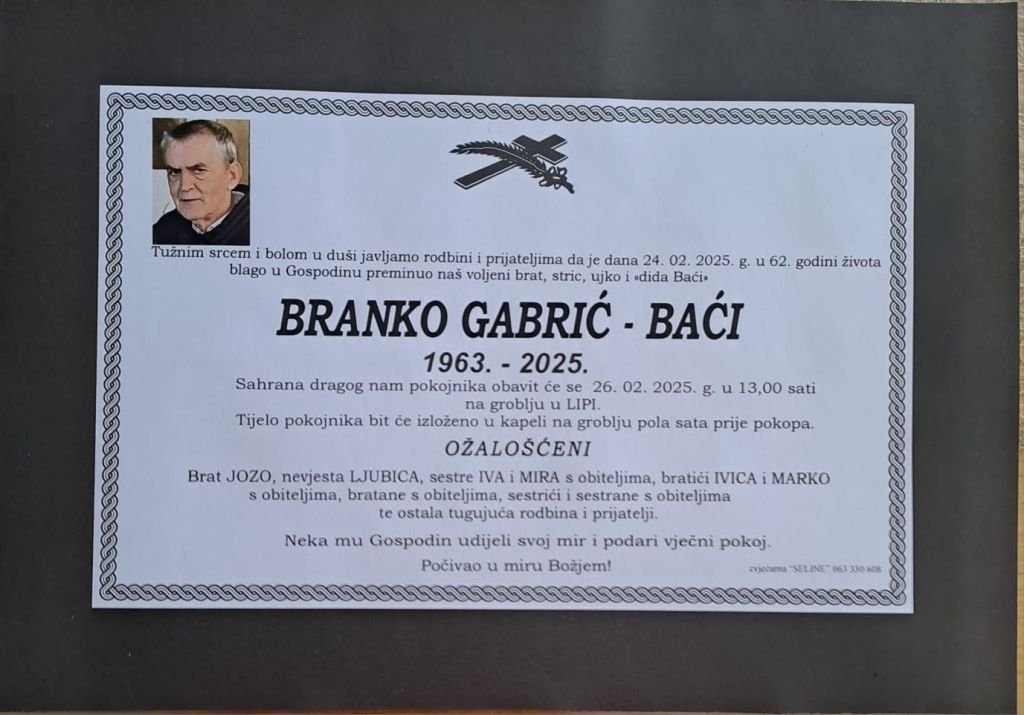 Tužnim srcem i bolom u duši javljamo rodbini i prijateljima da je dana 24. 02. 2025. g. u 62. godini života
blago u Gospodinu preminuo naš voljeni brat, stric, ujko i «dida Baći»
BRANKO GABRIĆ - BAĆI
1963. - 2025.
Sahrana dragog nam pokojnika obavit će se 26. 02. 2025. g. u 13,00 sati
na groblju u LIPI.
Tijelo pokojnika bit će izloženo u kapeli na groblju pola sata prije pokopa.
OŽALOŠĆENI
Brat JOZO, nevjesta LJUBICA, sestre IVA i MIRA s obiteljima, bratići IVICA i MARKO
s obiteljima, bratane s obiteljima, sestrići i sestrane s obiteljima
te ostala tugujuća rodbina i prijatelji.
Neka mu Gospodin udijeli svoj mir i podari vječni pokoj.
Počivao u miru Božjem!
cvjećarna "SELINE" 063 330 608